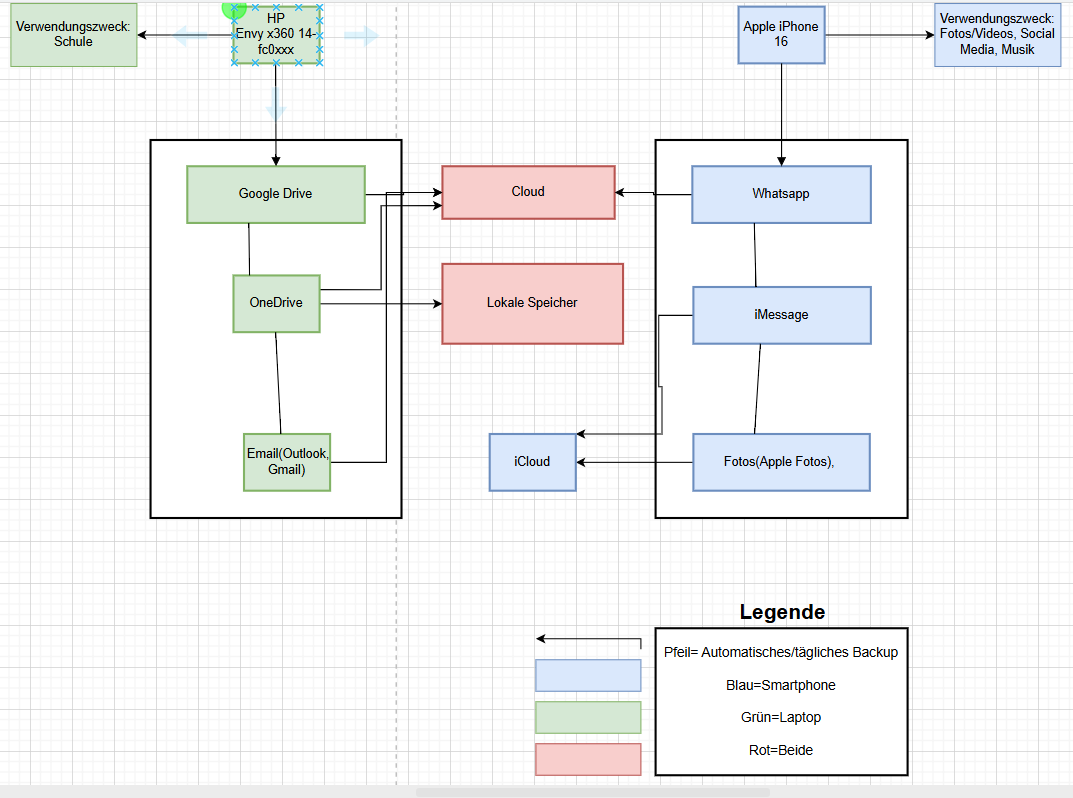 Verwendungszweck:
Schule
HP
Envy x360 14-
fc0xxx
Apple iPhone
16
Verwendungszweck:
Fotos/Videos, Social
Media, Musik
Google Drive
Cloud
Whatsapp
OneDrive
Lokale Speicher
iMessage
Email(Outlook,
Gmail)
iCloud
Fotos(Apple Fotos),
Legende
Pfeil= Automatisches/tägliches Backup
Blau=Smartphone
Grün=Laptop
Rot=Beide